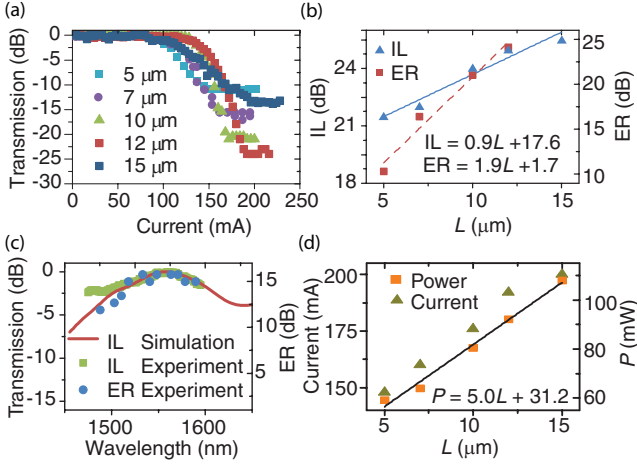 (a)
Transmission (dB)
0
-5
-10
-15
-20
-25
-30
5 μm
7 μm
10 μm
12 μm
15 μm
0 50 100 150 200 250
Current (mA)
(b)
IL (dB)
24
21
18
IL
ER
IL = 0.9L +17.6
ER = 1.9L +1.7
25
20
15
10
ER (dB)
5 10 15
L (μm)
(c)
Transmission (dB)
0
-5
-10
-15
IL Simulation
IL Experiment
ER Experiment
15
10
5
ER (dB)
1500 1600
Wavelength (nm)
(d)
Current (mA)
200
175
150
Power
Current
P = 5.0L + 31.2
100
80
60
P (mW)
5 10 15
L (μm)